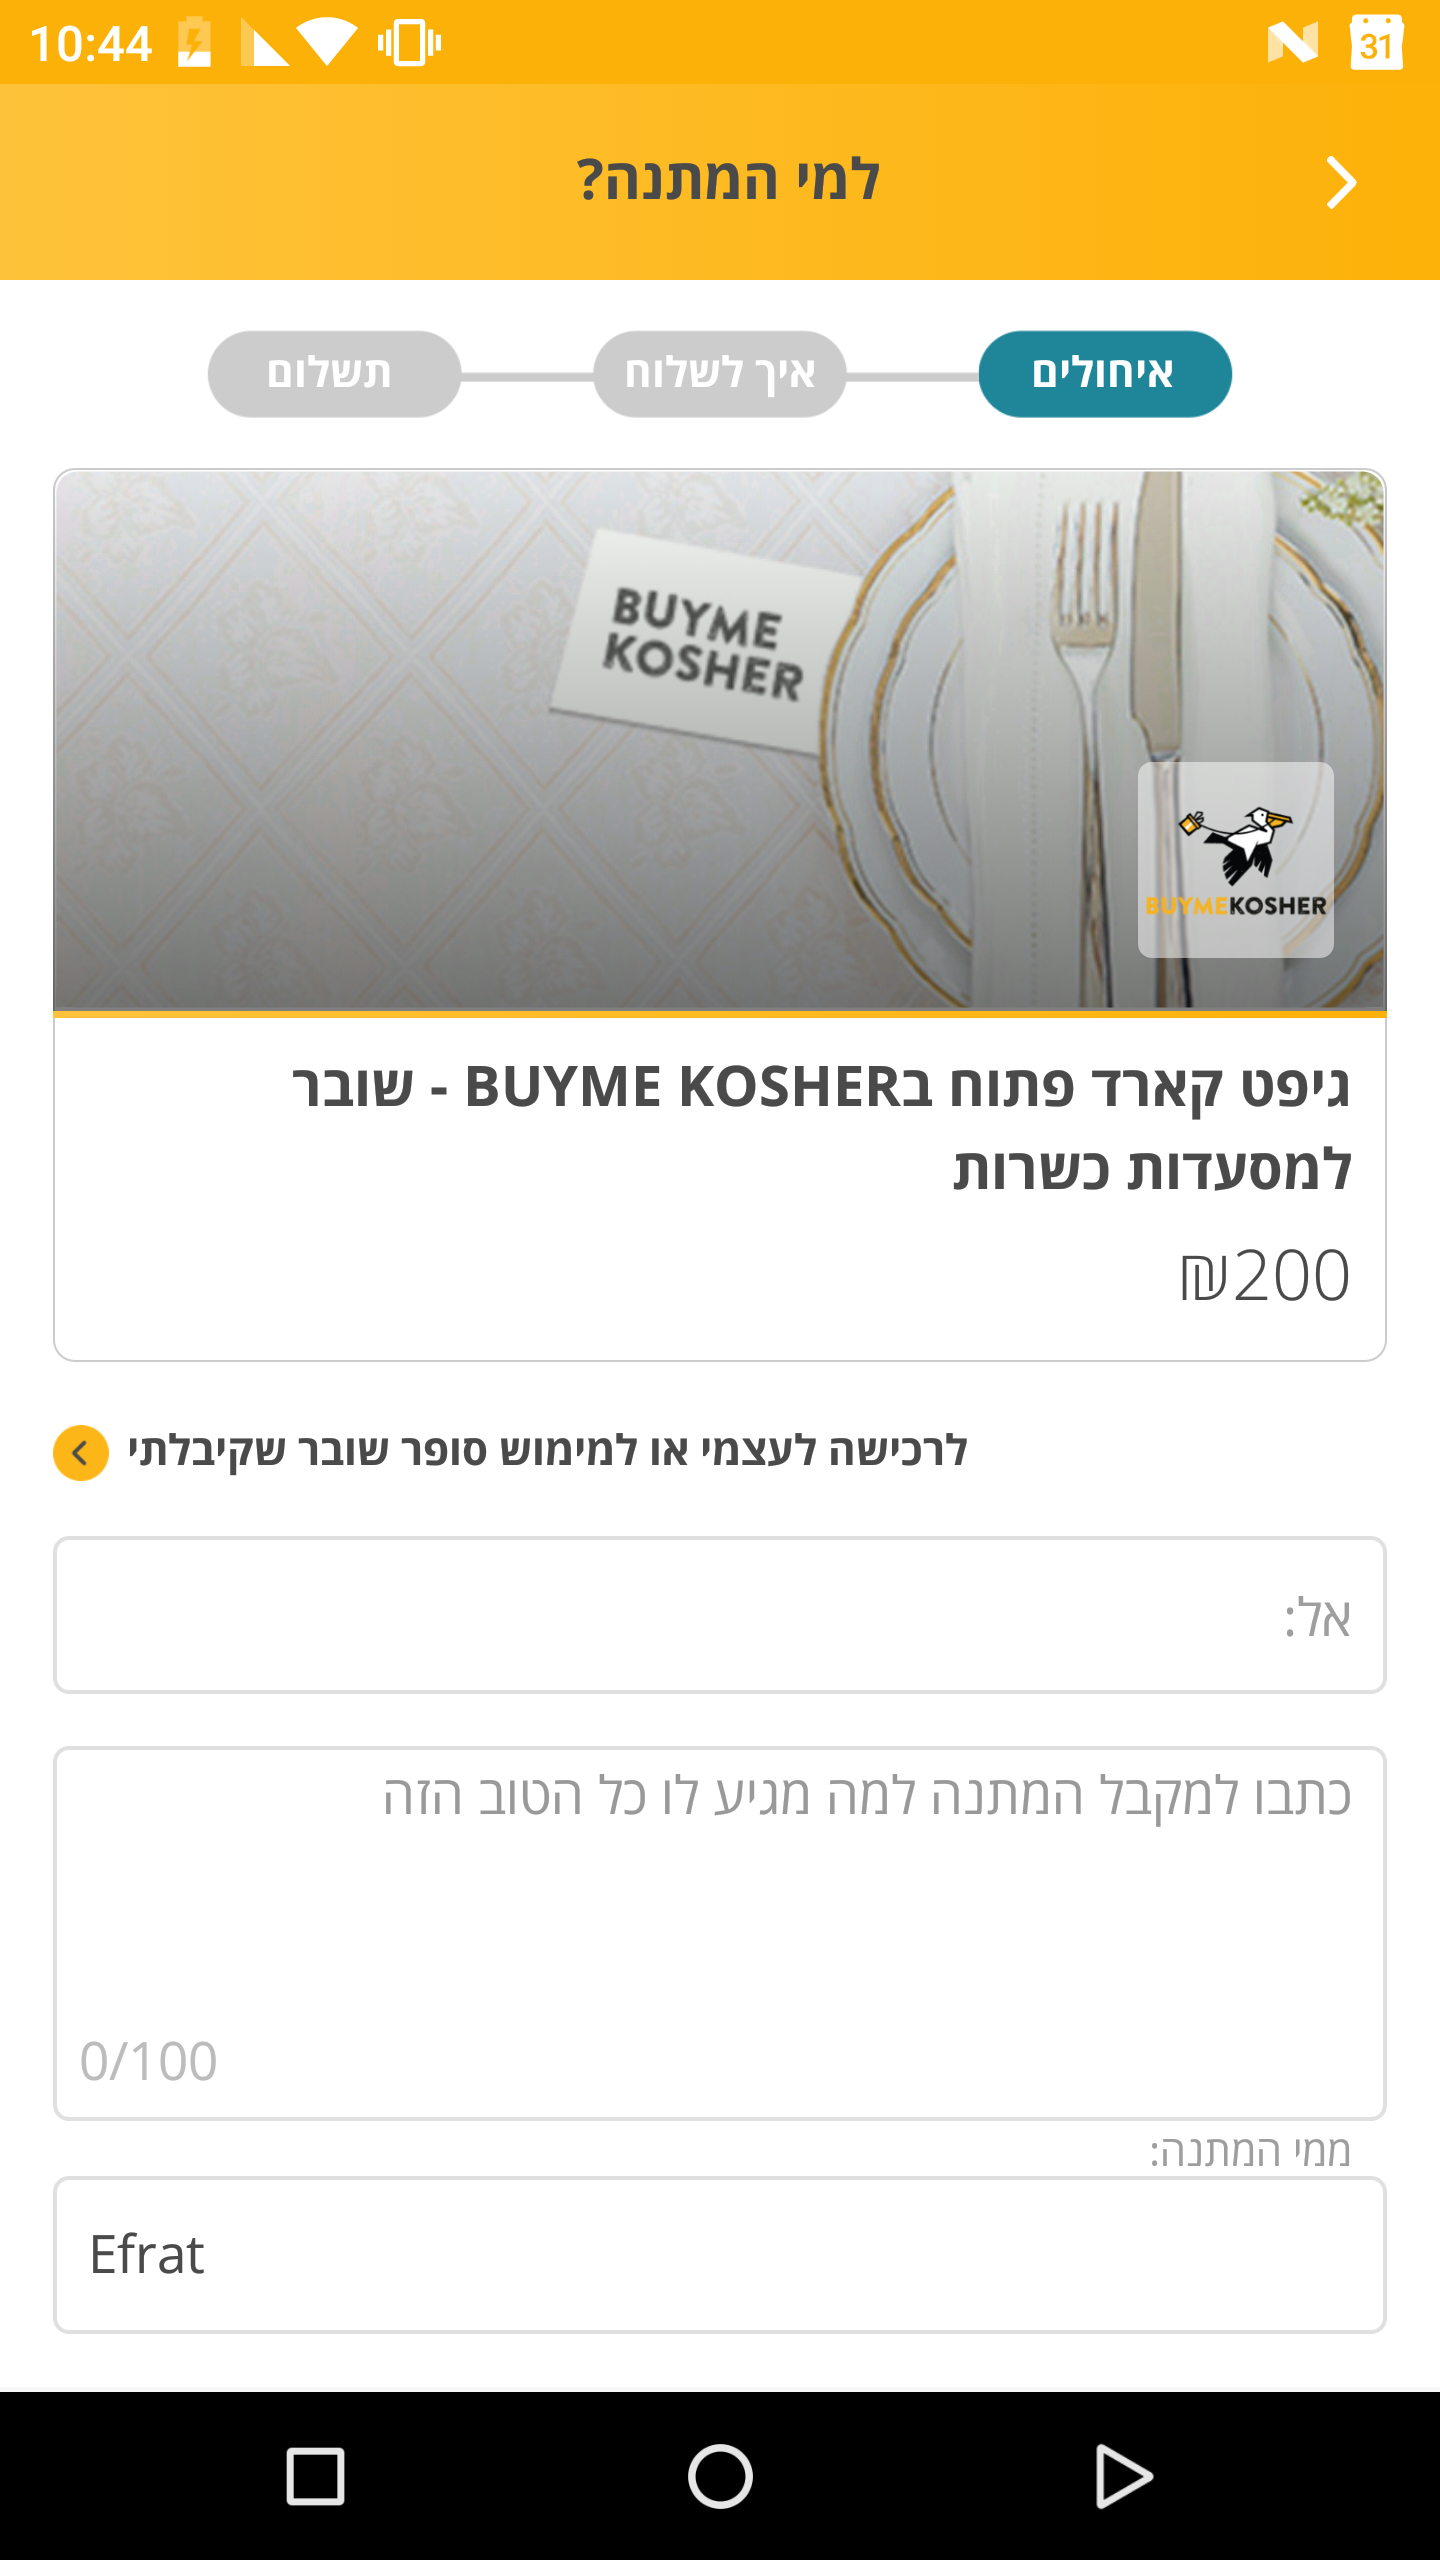 10:44
31
למי המתנה?
איחולים
איך לשלוח
תשלום
BUYME
KOSHER
BUYMEKOSHER
גיפט קארד פתוח בBUYME KOSHER - שובר
למסעדות כשרות
₪200
לרכישה לעצמי או למימוש סופר שובר שקיבלתי
אל:
כתבו למקבל המתנה למה מגיע לו כל הטוב הזה
0/100
ממי המתנה:
Efrat